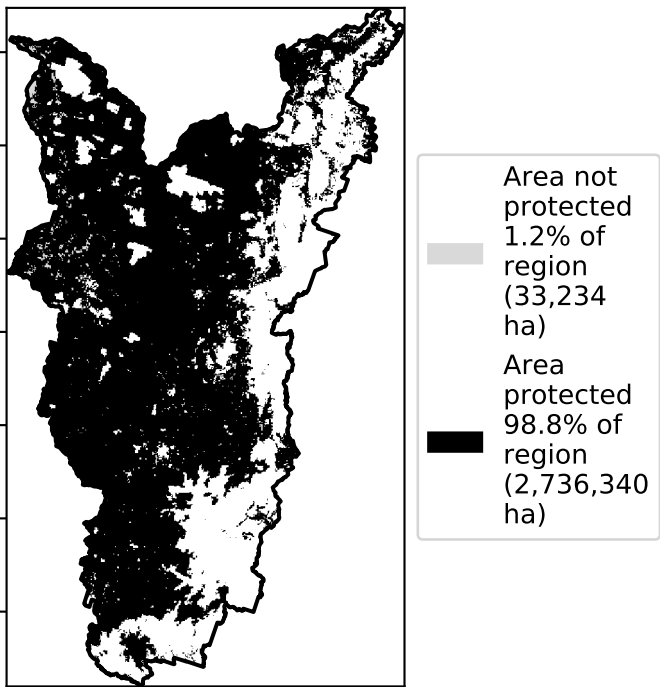 Area not
protected
1.2% of
region
(33,234
ha)
Area
protected
98.8% of
region
(2,736,340
ha)